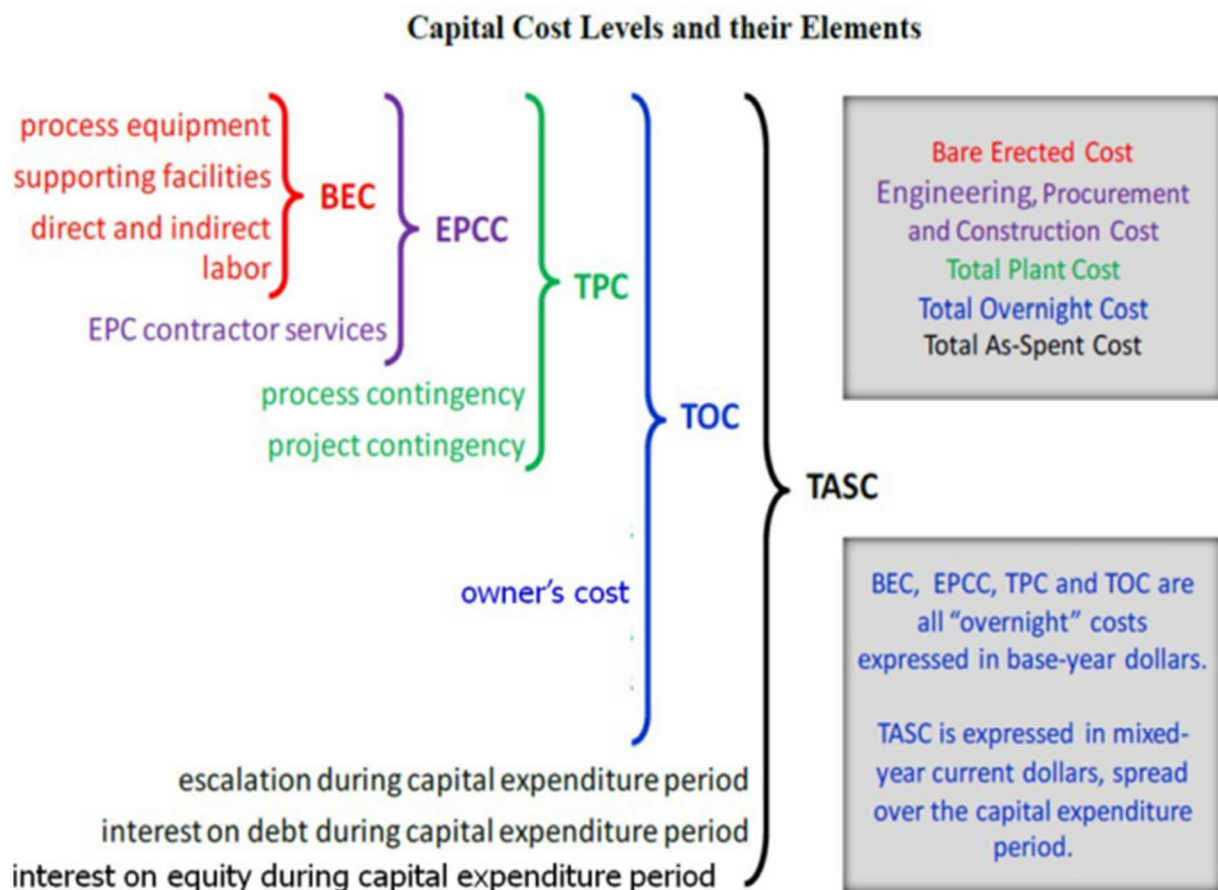 Capital Cost Levels and their Elements
process equipment
supporting facilities
direct and indirect
labor
BEC
EPC contractor services
EPCC
process contingency
project contingency
TPC
owner's cost
TOC
escalation during capital expenditure period
interest on debt during capital expenditure period
interest on equity during capital expenditure period
TASC
Bare Erected Cost
Engineering, Procurement
and Construction Cost
Total Plant Cost
Total Overnight Cost
Total As-Spent Cost
BEC, EPCC, TPC and TOC are
all “overnight” costs
expressed in base-year dollars.
TASC is expressed in mixed-
year current dollars, spread
over the capital expenditure
period.